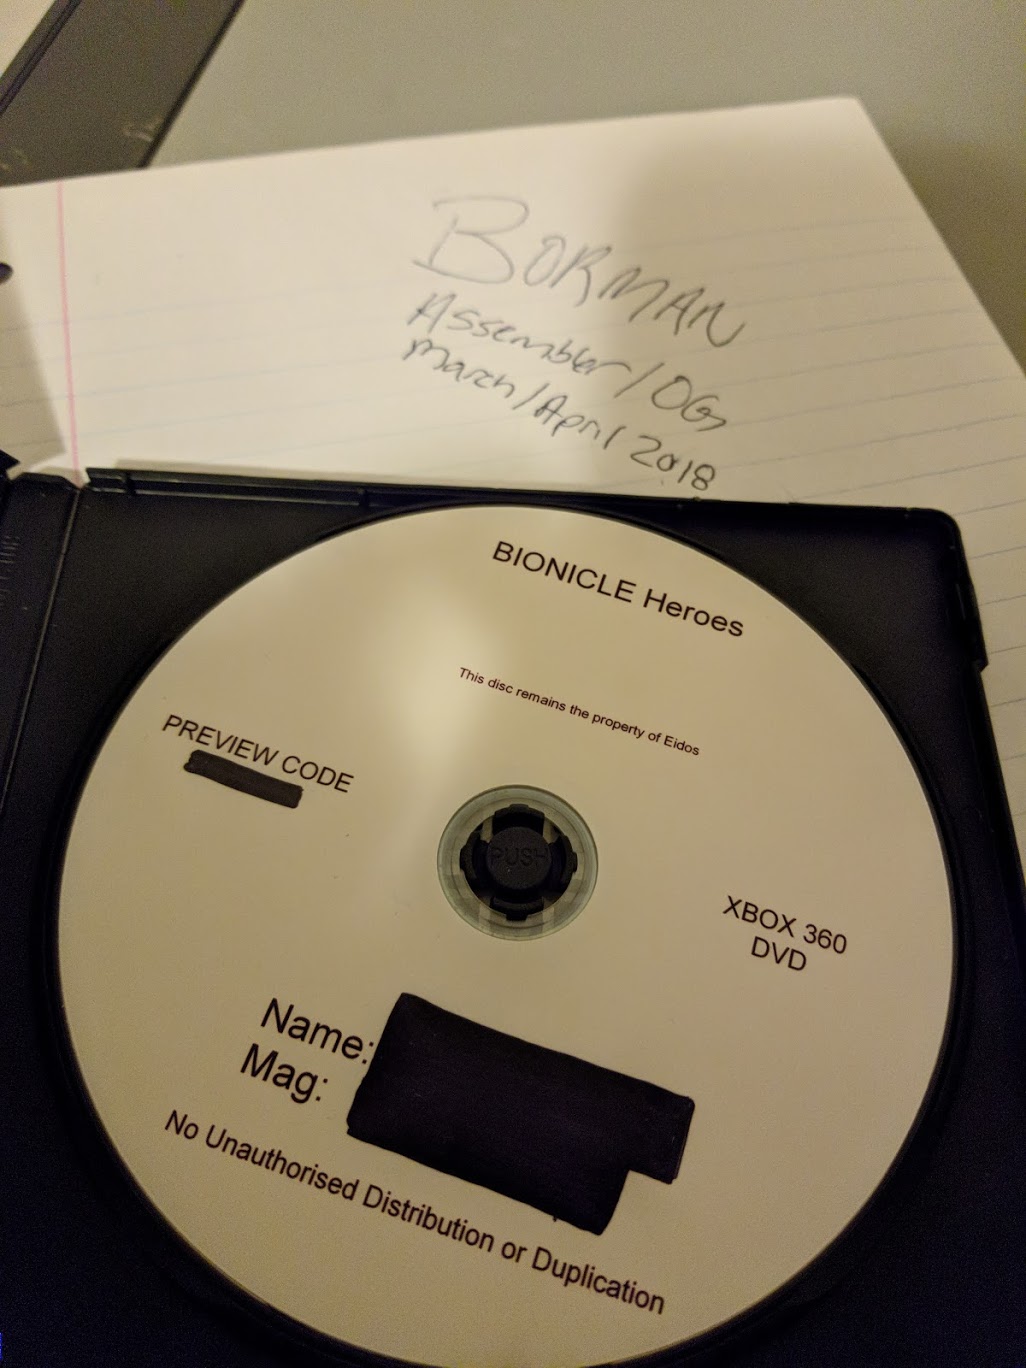 BORMAN
Assembler/OG
March/April 2018
BIONICLE Heroes
This disc remains the property of Eidos
PREVIEW CODE
PUSH
XBOX 360
DVD
Name:
Mag:
No Unauthorised Distribution or Duplication